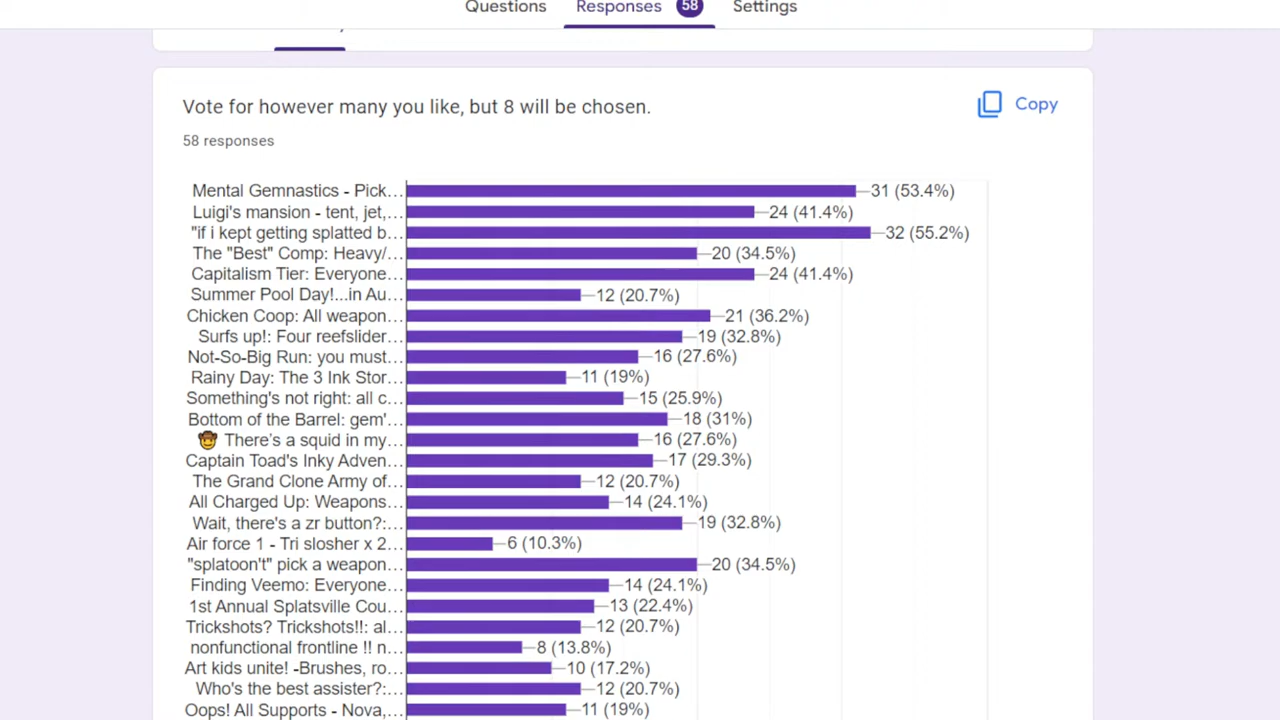 Questions Responses 58 Settings
Vote for however many you like, but 8 will be chosen.
Copy
58 responses
Mental Gemnastics - Pick... 31 (53.4%)
Luigi's mansion - tent, jet,... 24 (41.4%)
"if i kept getting splatted b... 32 (55.2%)
The "Best" Comp: Heavy/... 20 (34.5%)
Capitalism Tier: Everyone... 24 (41.4%)
Summer Pool Day!...in Au... 12 (20.7%)
Chicken Coop: All weapon... 21 (36.2%)
Surfs up!: Four reefslider... 19 (32.8%)
Not-So-Big Run: you must... 16 (27.6%)
Rainy Day: The 3 Ink Stor... 11 (19%)
Something's not right: all c... 15 (25.9%)
Bottom of the Barrel: gem'... 18 (31%)
🤠 There's a squid in my... 16 (27.6%)
Captain Toad's Inky Adven... 17 (29.3%)
The Grand Clone Army of... 12 (20.7%)
All Charged Up: Weapons... 14 (24.1%)
Wait, there's a zr button?:... 19 (32.8%)
Air force 1 - Tri slosher x 2... 6 (10.3%)
"splatoon't" pick a weapon... 20 (34.5%)
Finding Veemo: Everyone... 14 (24.1%)
1st Annual Splatsville Cou... 13 (22.4%)
Trickshots? Trickshots!!: al... 12 (20.7%)
nonfunctional frontline !! n... 8 (13.8%)
Art kids unite! -Brushes, ro... 10 (17.2%)
Who's the best assister?:... 12 (20.7%)
Oops! All Supports - Nova,... 11 (19%)